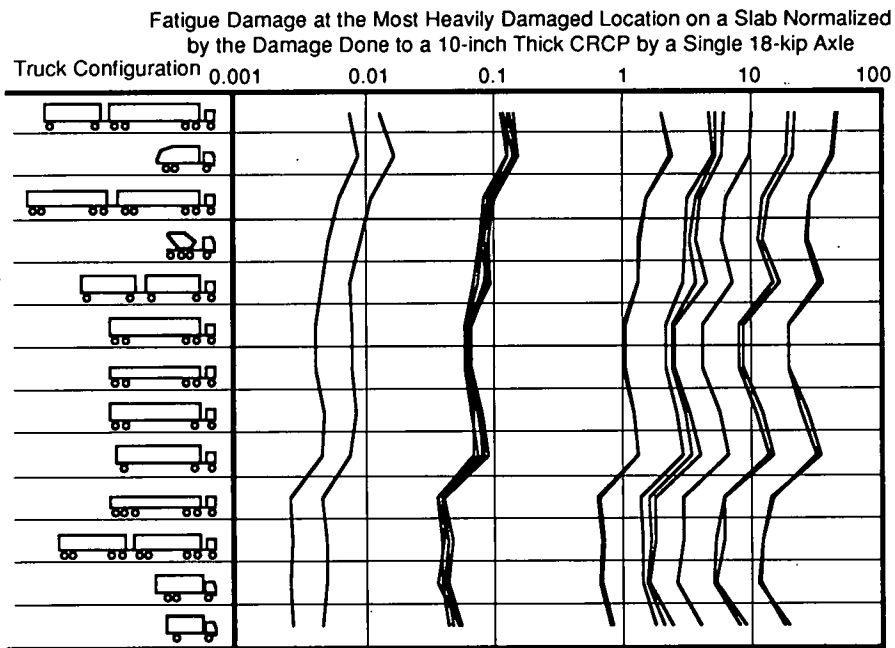 Fatigue Damage at the Most Heavily Damaged Location on a Slab Normalized
by the Damage Done to a 10-inch Thick CRCP by a Single 18-kip Axle
Truck Configuration 0.001 0.01 0.1 1 10 100